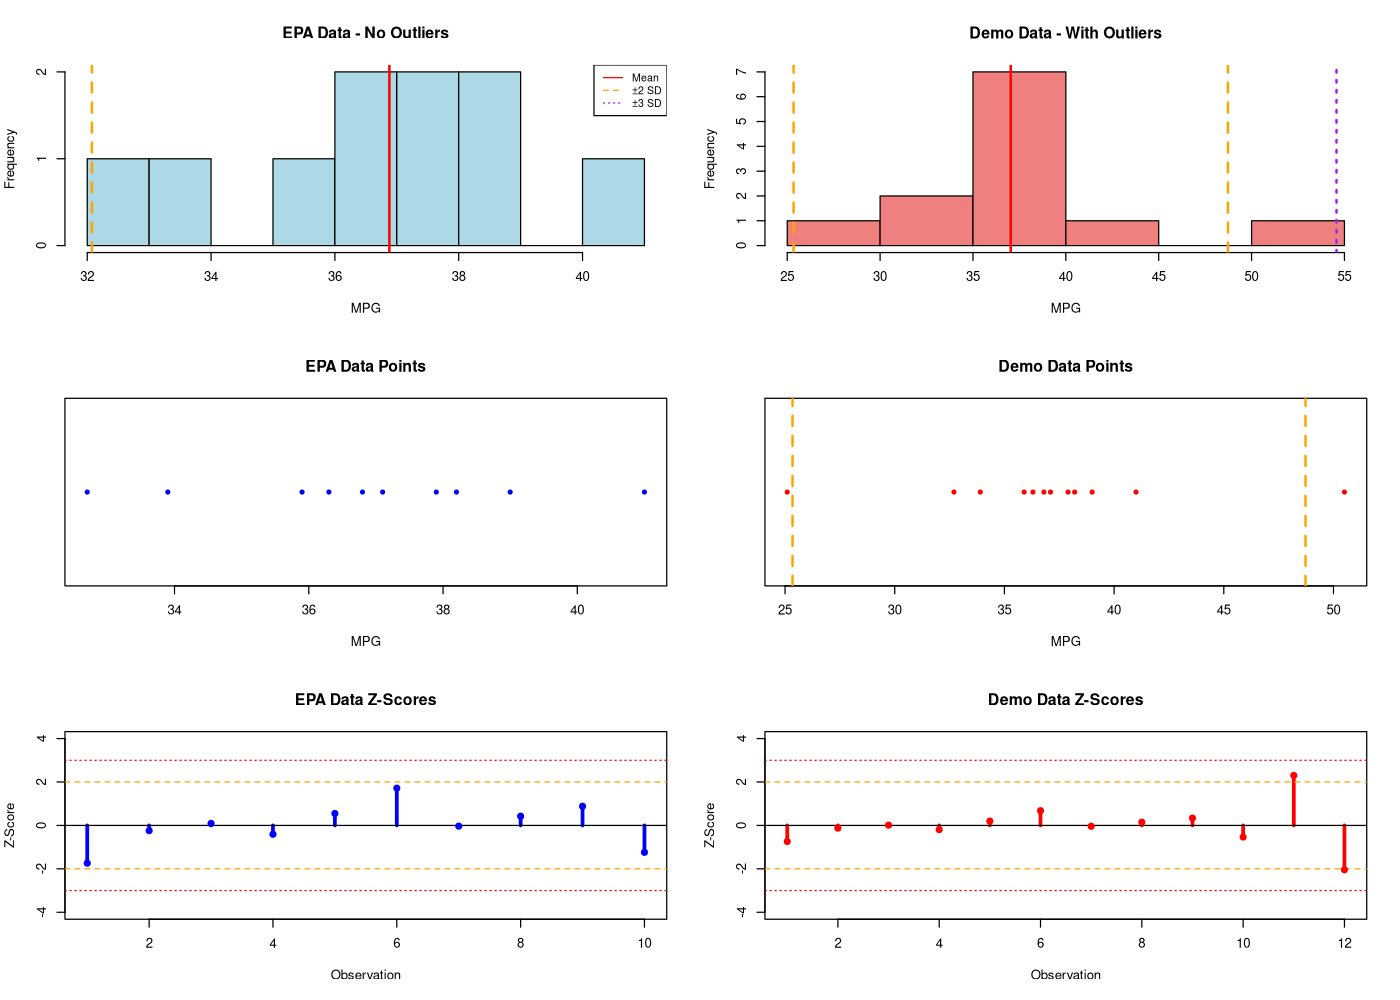 EPA Data - No Outliers
Frequency
0 1 2
32 34 36 38 40
MPG
Mean
±2 SD
±3 SD
Demo Data - With Outliers
Frequency
0 1 2 3 4 5 6 7
25 30 35 40 45 50 55
MPG
EPA Data Points
34 36 38 40
MPG
Demo Data Points
25 30 35 40 45 50
MPG
EPA Data Z-Scores
Z-Score
-4 -2 0 2 4
2 4 6 8 10
Observation
Demo Data Z-Scores
Z-Score
-4 -2 0 2 4
2 4 6 8 10 12
Observation